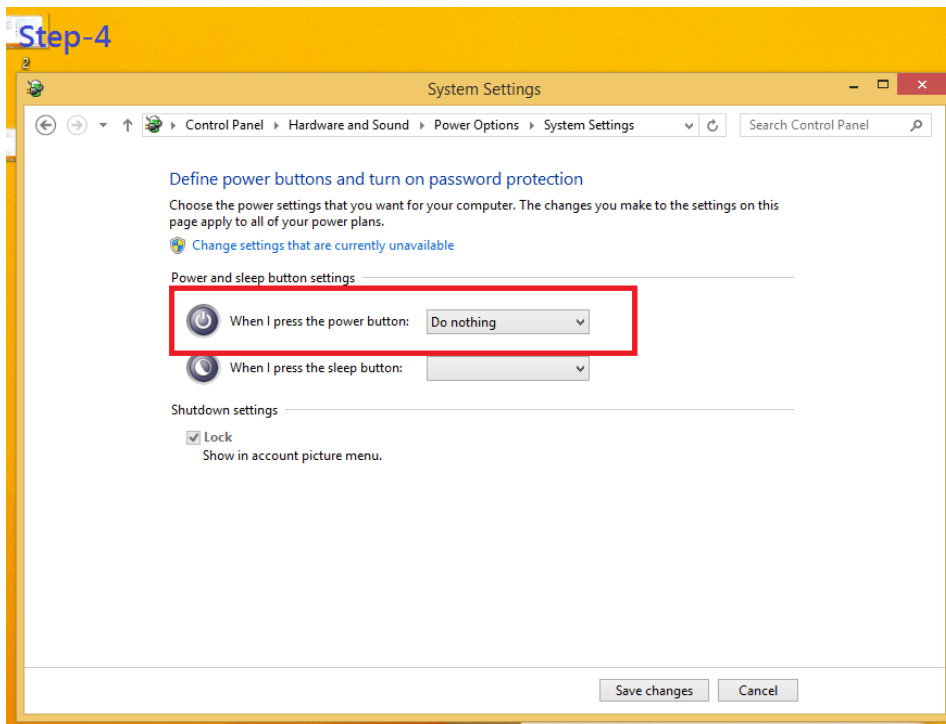 Step-4
2
System Settings
Control Panel Hardware and Sound Power Options System Settings Search Control Panel
Define power buttons and turn on password protection
Choose the power settings that you want for your computer. The changes you make to the settings on this
page apply to all of your power plans.
Change settings that are currently unavailable
Power and sleep button settings
When I press the power button: Do nothing
When I press the sleep button:
Shutdown settings
Lock
Show in account picture menu.
Save changes Cancel